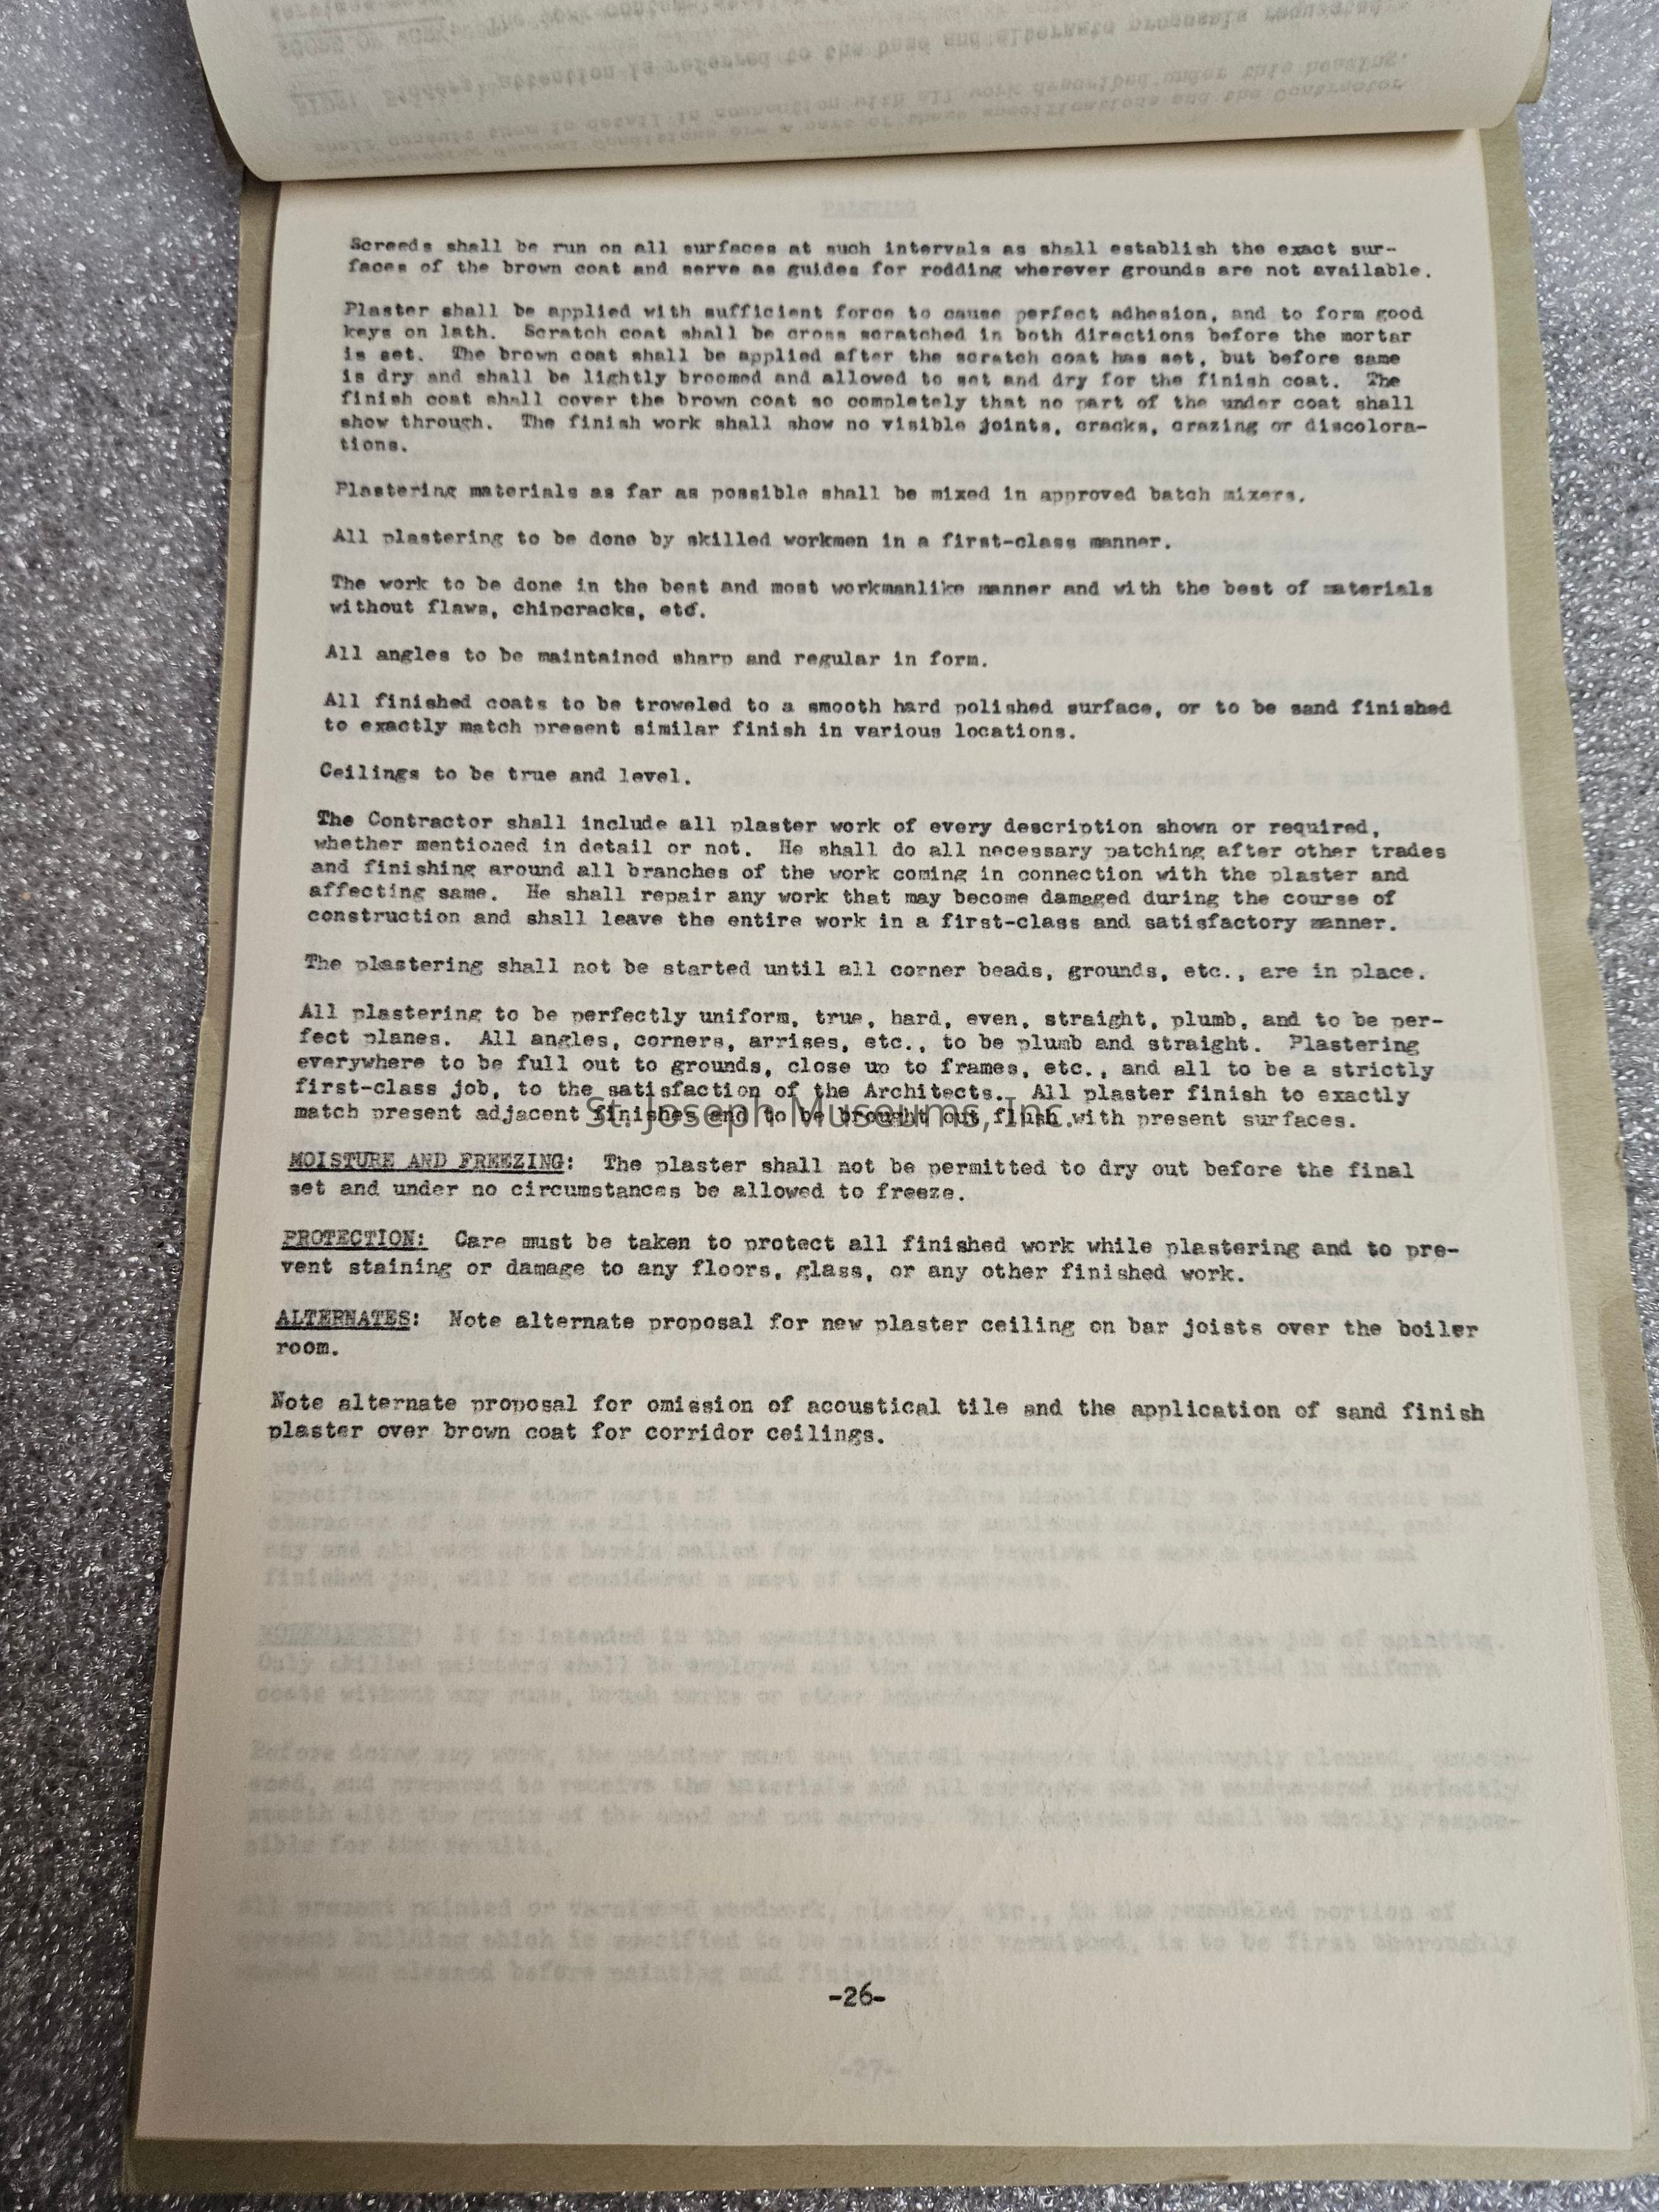 Screeds shall be run on all surfaces at such intervals as shall establish the exact sur-
faces of the brown coat and serve as guides for rodding wherever grounds are not available.
Plaster shall be applied with sufficient force to cause perfect adhesion, and to form good
keys on lath. Scratch coat shall be cross scratched in both directions before the mortar
is set. The brown coat shall be applied after the scratch coat has set, but before same
is dry and shall be lightly broomed and allowed to set and dry for the finish coat. The
finish coat shall cover the brown coat so completely that no part of the under coat shall
show through. The finish work shall show no visible joints, cracks, crazing or discolora-
tions.
Plastering materials as far as possible shall be mixed in approved batch mixers.
All plastering to be done by skilled workmen in a first-class manner.
The work to be done in the best and most workmanlike manner and with the best of materials
without flaws, chipcracks, etc.
All angles to be maintained sharp and regular in form.
All finished coats to be troweled to a smooth hard polished surface, or to be sand finished
to exactly match present similar finish in various locations.
Ceilings to be true and level.
The Contractor shall include all plaster work of every description shown or required,
whether mentioned in detail or not. He shall do all necessary patching after other trades
and finishing around all branches of the work coming in connection with the plaster and
affecting same. He shall repair any work that may become damaged during the course of
construction and shall leave the entire work in a first-class and satisfactory manner.
The plastering shall not be started until all corner beads, grounds, etc., are in place.
All plastering to be perfectly uniform, true, hard, even, straight, plumb, and to be per-
fect planes. All angles, corners, arrises, etc., to be plumb and straight. Plastering
everywhere to be full out to grounds, close up to frames, etc., and all to be a strictly
first-class job, to the satisfaction of the Architects. All plaster finish to exactly
match present adjacent finishes and to be brought out flush with present surfaces.
St. Joseph Museums, Inc.
MOISTURE AND FREEZING: The plaster shall not be permitted to dry out before the final
set and under no circumstances be allowed to freeze.
PROTECTION: Care must be taken to protect all finished work while plastering and to pre-
vent staining or damage to any floors, glass, or any other finished work.
ALTERNATES: Note alternate proposal for new plaster ceiling on bar joists over the boiler
room.
Note alternate proposal for omission of acoustical tile and the application of sand finish
plaster over brown coat for corridor ceilings.
-26-
-27-